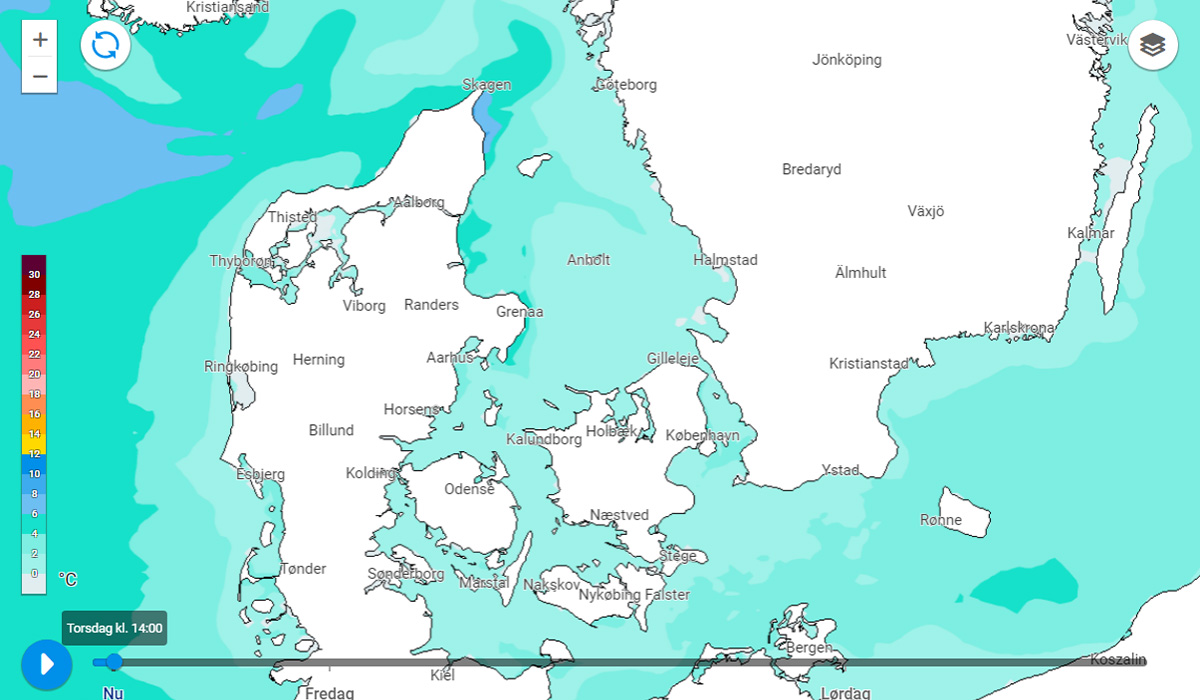 Kristiansand
+
−
Västervik
Jönköping
Skagen
Göteborg
Bredaryd
Aalborg
Växjö
Thisted
Kalmar
Thyborøn
Anholt
Halmstad
Älmhult
30
28
26
24
22
20
18
16
14
12
10
8
6
4
2
0
°C
Viborg
Randers
Grenaa
Karlskrona
Herning
Aarhus
Gilleleje
Kristianstad
Ringkøbing
Horsens
Billund
Kalundborg
Holbæk
København
Esbjerg
Kolding
Ystad
Odense
Næstved
Rønne
Stege
Tønder
Sønderborg
Marstal
Nakskov
Nykøbing Falster
Torsdag kl. 14:00
Bergen
Koszalin
Kiel
Nu
Fredag
Lørdag